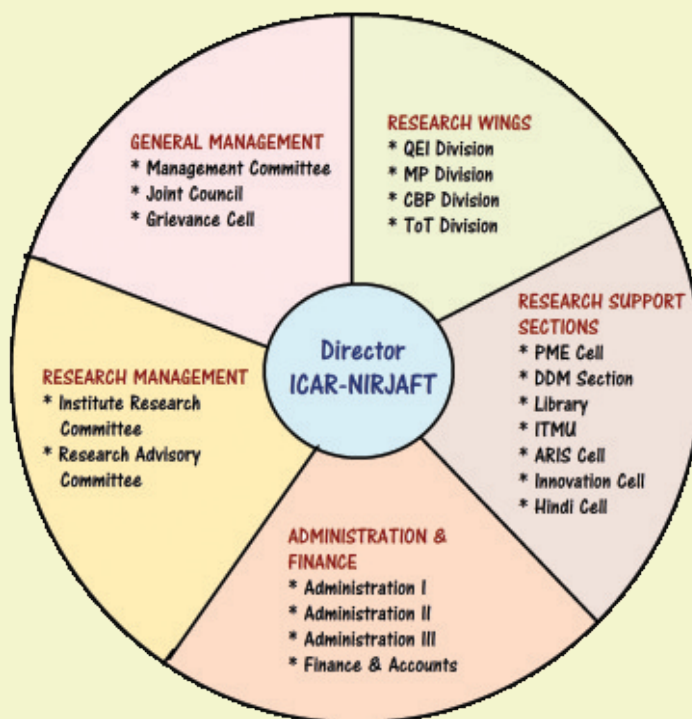 GENERAL MANAGEMENT
* Management Committee
* Joint Council
* Grievance Cell
RESEARCH WINGS
* QEI Division
* MP Division
* CBP Division
* ToT Division
RESEARCH SUPPORT
SECTIONS
* PME Cell
* DDM Section
* Library
* ITMU
* ARIS Cell
* Innovation Cell
* Hindi Cell
Director
ICAR-NIRJAFT
RESEARCH MANAGEMENT
* Institute Research
Committee
* Research Advisory
Committee
ADMINISTRATION &
FINANCE
* Administration I
* Administration II
* Administration III
* Finance & Accounts